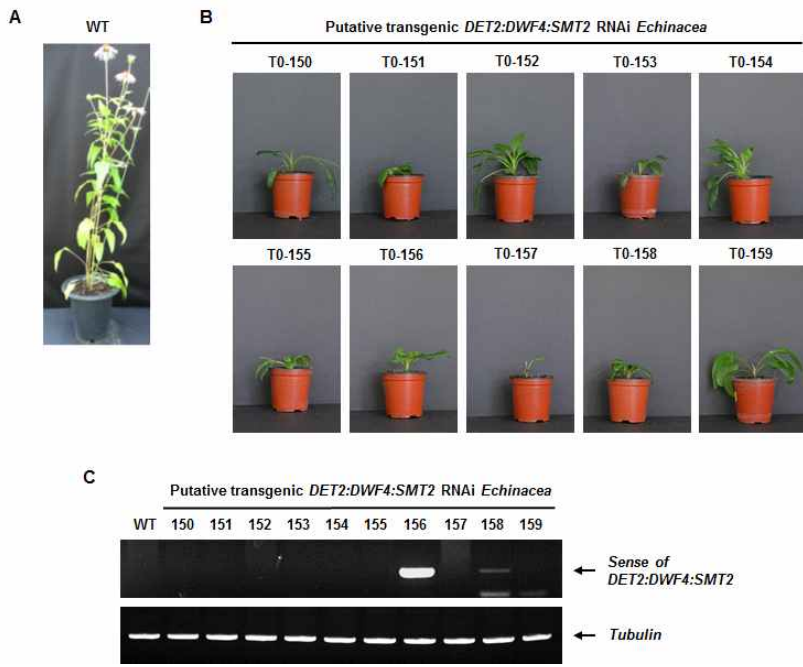 A
WT
B
Putative transgenic DET2:DWF4:SMT2 RNAi Echinacea
T0-150 T0-151 T0-152 T0-153 T0-154
T0-155 T0-156 T0-157 T0-158 T0-159
C
Putative transgenic DET2:DWF4:SMT2 RNAi Echinacea
WT 150 151 152 153 154 155 156 157 158 159
Sense of
DET2:DWF4:SMT2
Tubulin